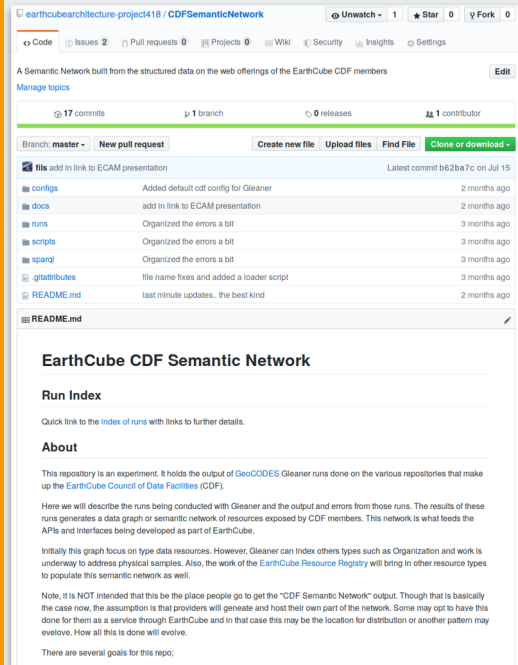 earthcubearchitecture-project418 / CDFSemanticNetwork
Unwatch 1 Star 0 Fork 0
Code Issues 2 Pull requests 0 Projects 0 Wiki Security Insights Settings
A Semantic Network built from the structured data on the web offerings of the EarthCube CDF members Edit
Manage topics
17 commits 1 branch 0 releases 1 contributor
Branch: master New pull request Create new file Upload files Find File Clone or download
fils add in link to ECAM presentation Latest commit b62ba7c on Jul 15
configs Added default cdf config for Gleaner 2 months ago
docs add in link to ECAM presentation 2 months ago
runs Organized the errors a bit 3 months ago
scripts Organized the errors a bit 3 months ago
sparql Organized the errors a bit 3 months ago
.gitattributes file name fixes and added a loader script 3 months ago
README.md last minute updates.. the best kind 2 months ago
README.md
EarthCube CDF Semantic Network
Run Index
Quick link to the index of runs with links to further details.
About
This repository is an experiment. It holds the output of GeoCODES Gleaner runs done on the various repositories that make
up the EarthCube Council of Data Facilities (CDF).
Here we will describe the runs being conducted with Gleaner and the output and errors from those runs. The results of these
runs generates a data graph or semantic network of resources exposed by CDF members. This network is what feeds the
APIs and interfaces being developed as part of EarthCube.
Initially this graph focus on type data resources. However, Gleaner can index others types such as Organization and work is
underway to address physical samples. Also, the work of the EarthCube Resource Registry will bring in other resource types
to populate this semantic network as well.
Note, it is NOT intended that this be the place people go to get the "CDF Semantic Network" output. Though that is basically
the case now, the assumption is that providers will geneate and host their own part of the network. Some may opt to have this
done for them as a service through EarthCube and in that case this may be the location for distribution or another pattern may
evelove. How all this is done will evolve.
There are several goals for this repo;